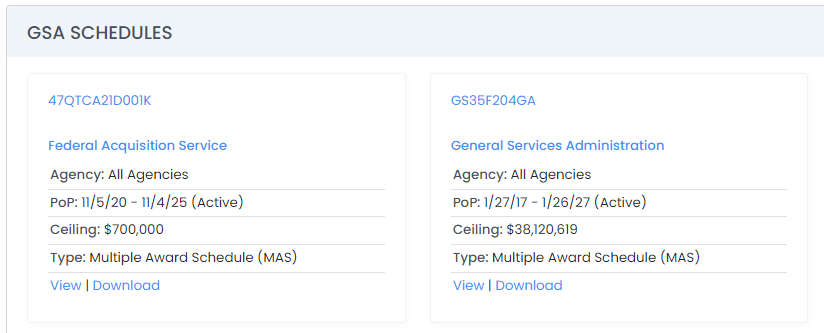 GSA SCHEDULES
47QTCA21D001K
Federal Acquisition Service
Agency: All Agencies
PoP: 11/5/20 - 11/4/25 (Active)
Ceiling: $700,000
Type: Multiple Award Schedule (MAS)
View | Download
GS35F204GA
General Services Administration
Agency: All Agencies
PoP: 1/27/17 - 1/26/27 (Active)
Ceiling: $38,120,619
Type: Multiple Award Schedule (MAS)
View | Download